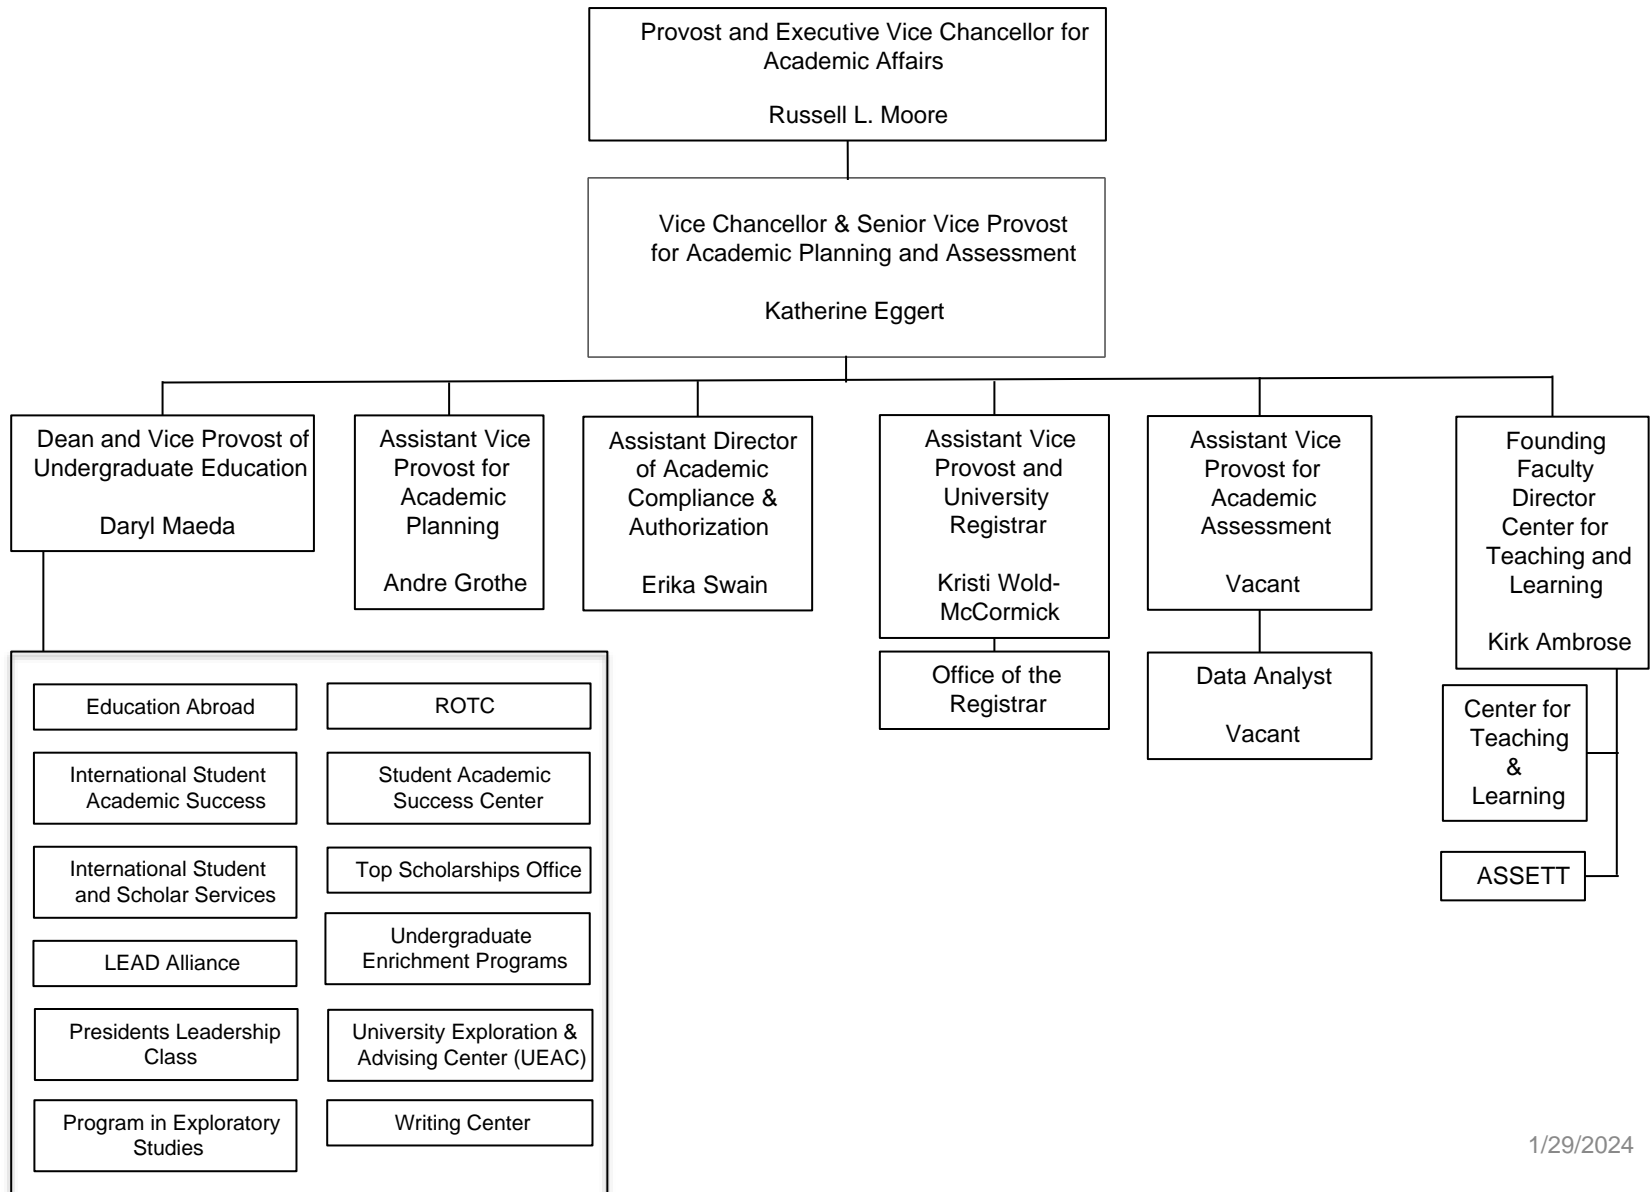 Provost and Executive Vice Chancellor for
Academic Affairs
Russell L. Moore
Vice Chancellor & Senior Vice Provost
for Academic Planning and Assessment
Katherine Eggert
Dean and Vice Provost of
Undergraduate Education
Daryl Maeda
Assistant Vice
Provost for
Academic
Planning
Andre Grothe
Assistant Director
of Academic
Compliance &
Authorization
Erika Swain
Assistant Vice
Provost and
University
Registrar
Kristi Wold-
McCormick
Assistant Vice
Provost for
Academic
Assessment
Vacant
Founding
Faculty
Director
Center for
Teaching and
Learning
Kirk Ambrose
Education Abroad
International Student
Academic Success
International Student
and Scholar Services
LEAD Alliance
Presidents Leadership
Class
Program in Exploratory
Studies
ROTC
Student Academic
Success Center
Top Scholarships Office
Undergraduate
Enrichment Programs
University Exploration &
Advising Center (UEAC)
Writing Center
Office of the
Registrar
Data Analyst
Vacant
Center for
Teaching
&
Learning
ASSETT
1/29/2024